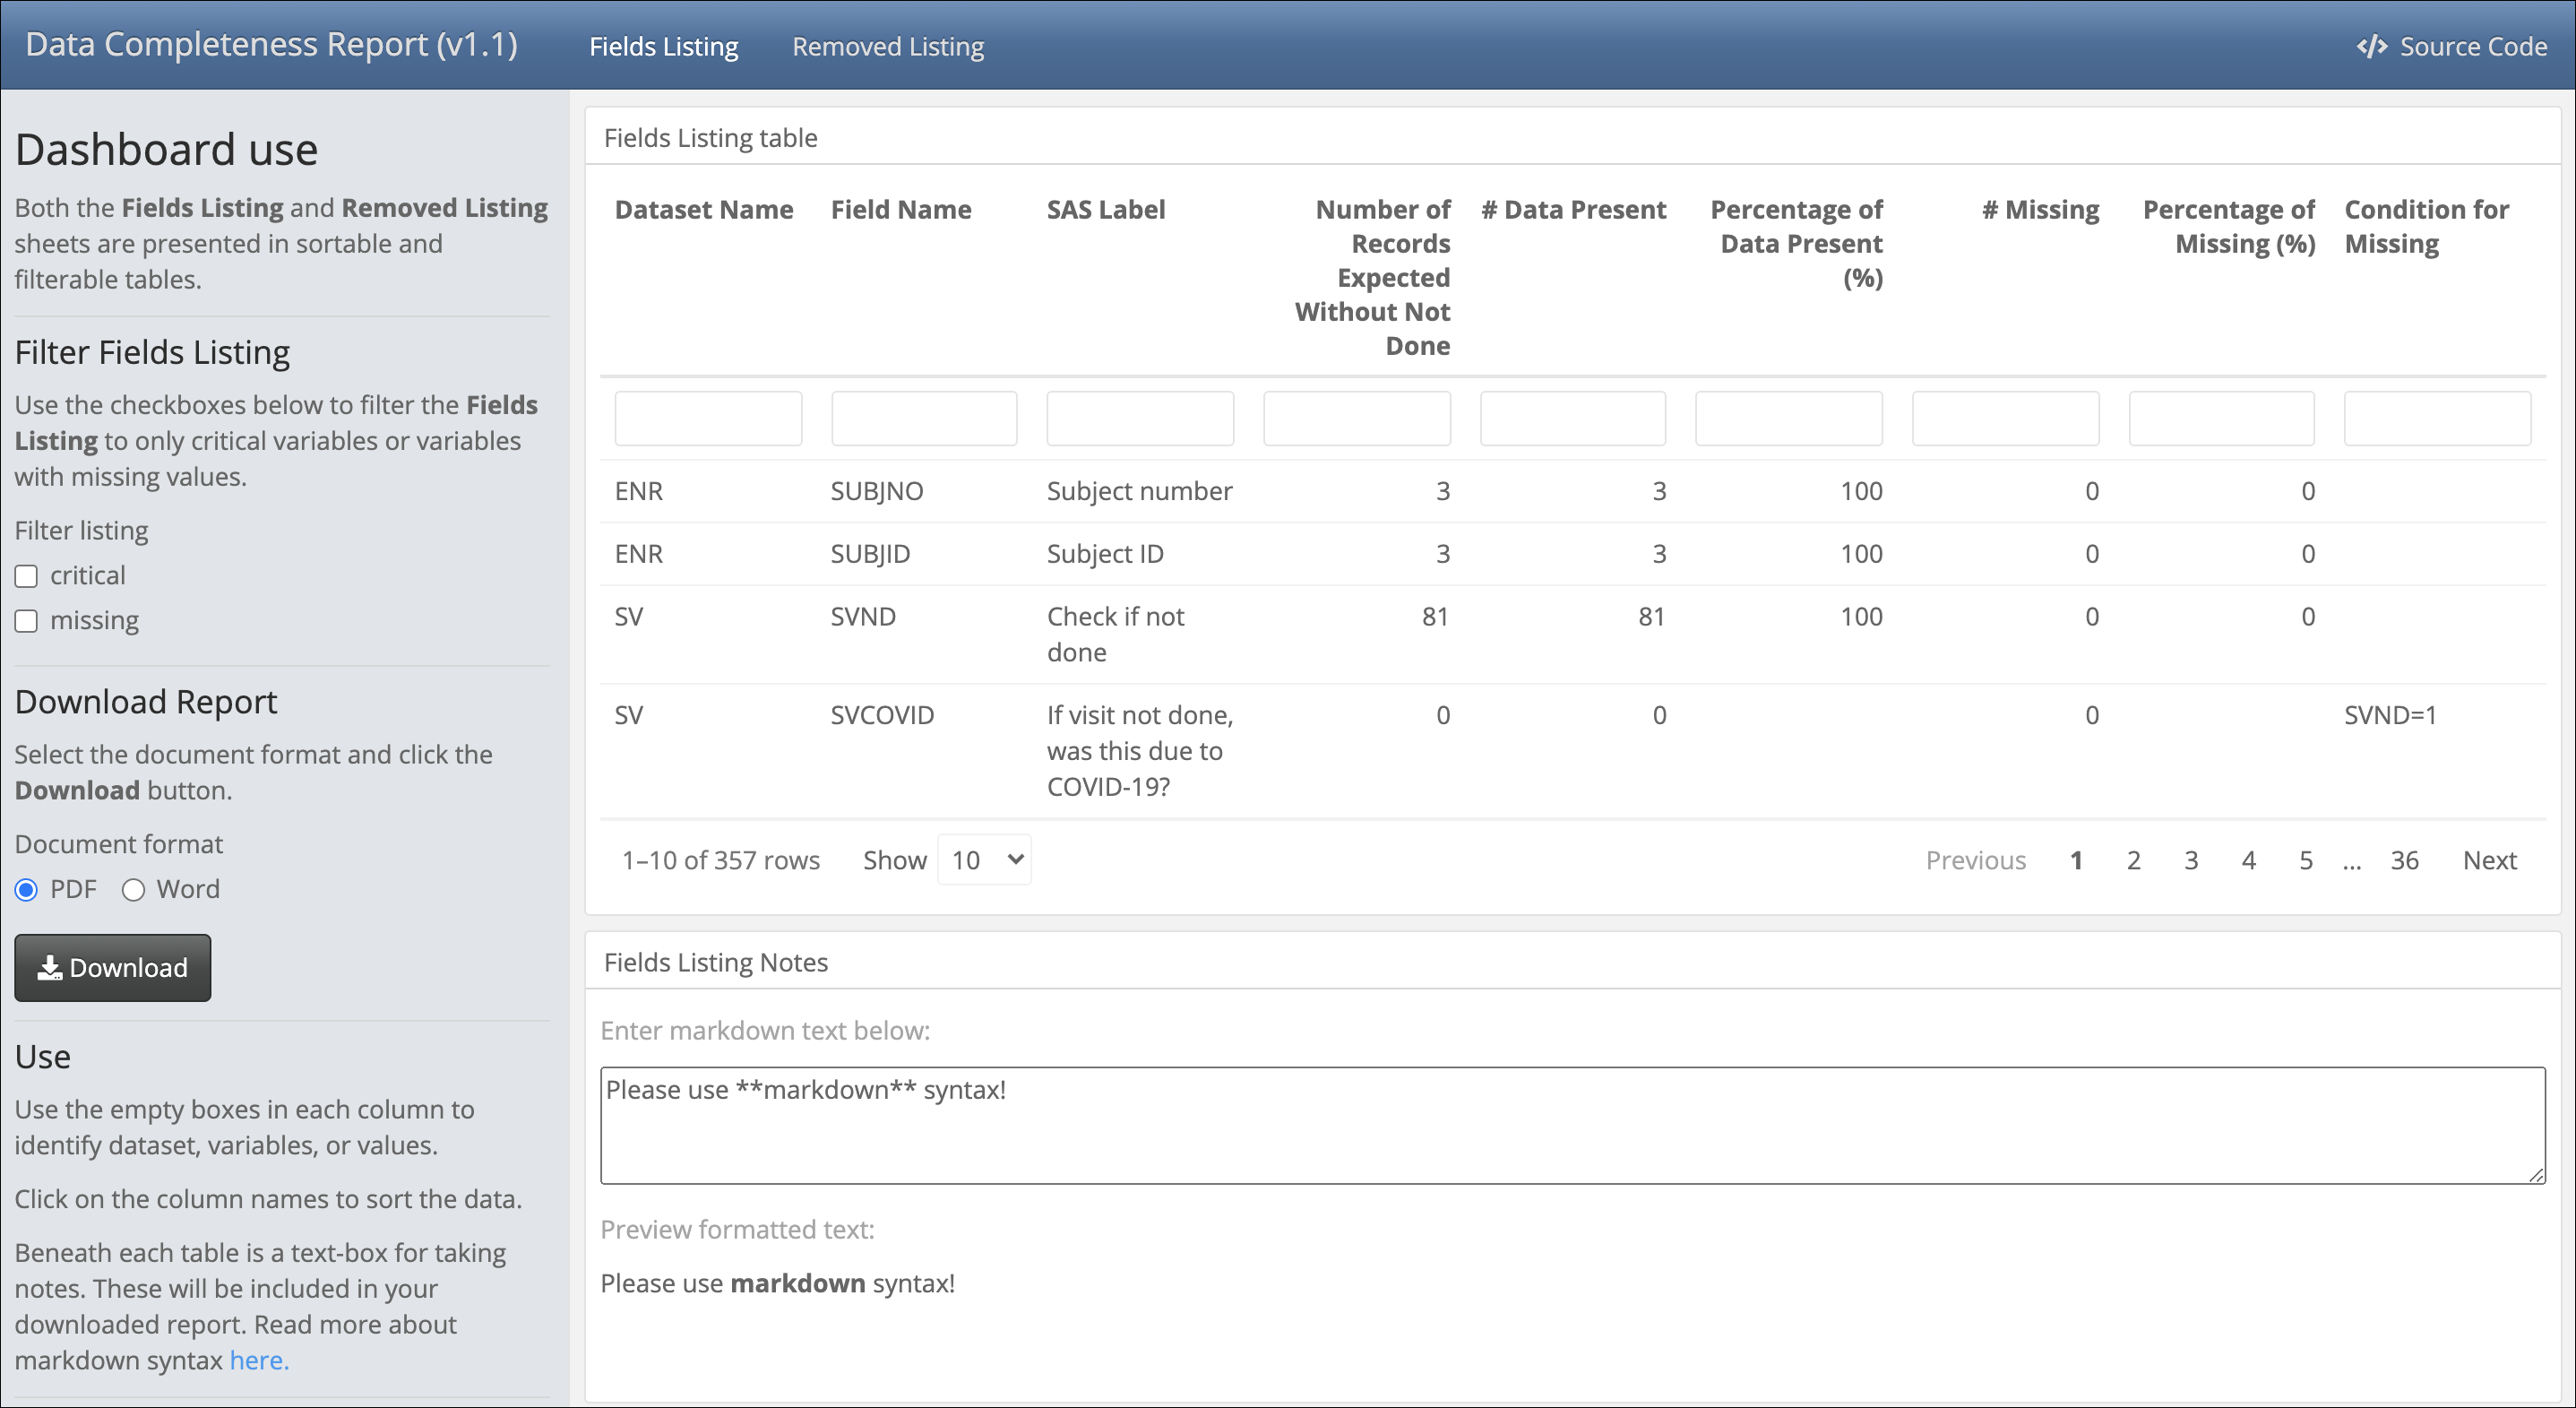 Data Completeness Report (v1.1)
Fields Listing
Removed Listing
Source Code
Dashboard use
Both the Fields Listing and Removed Listing
sheets are presented in sortable and
filterable tables.
Filter Fields Listing
Use the checkboxes below to filter the Fields
Listing to only critical variables or variables
with missing values.
Filter listing
critical
missing
Download Report
Select the document format and click the
Download button.
Document format
PDF Word
Download
Use
Use the empty boxes in each column to
identify dataset, variables, or values.
Click on the column names to sort the data.
Beneath each table is a text-box for taking
notes. These will be included in your
downloaded report. Read more about
markdown syntax here.
Fields Listing table
Dataset Name
Field Name
SAS Label
Number of
Records
Expected
Without Not
Done
# Data Present
Percentage of
Data Present
(%)
# Missing
Percentage of
Missing (%)
Condition for
Missing
ENR SUBJNO Subject number 3 3 100 0 0
ENR SUBJID Subject ID 3 3 100 0 0
SV SVND Check if not 81 81 100 0 0
done
SV SVCOVID If visit not done, 0 0 0 SVND=1
was this due to
COVID-19?
1–10 of 357 rows Show 10 Previous 1 2 3 4 5 ... 36 Next
Fields Listing Notes
Enter markdown text below:
Please use **markdown** syntax!
Preview formatted text:
Please use markdown syntax!